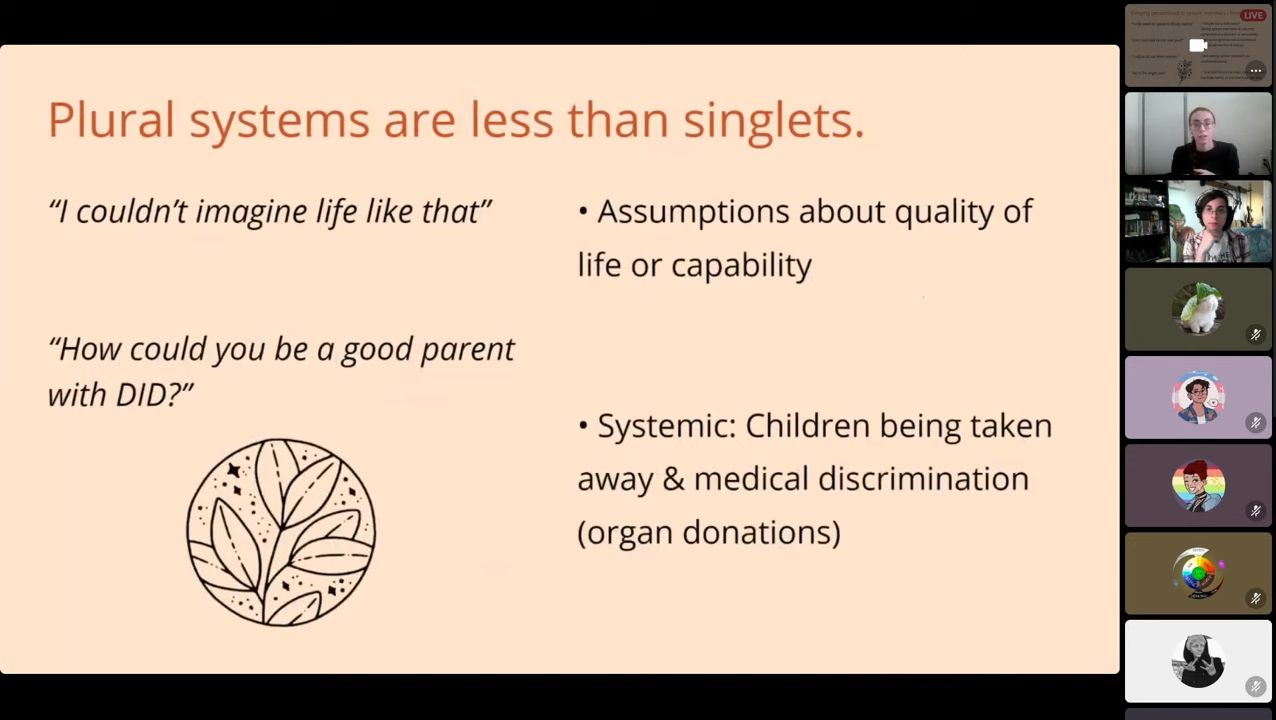 Plural systems are less than singlets.
“I couldn’t imagine life like that”
• Assumptions about quality of
life or capability
“How could you be a good parent
with DID?”
• Systemic: Children being taken
away & medical discrimination
(organ donations)
LIVE